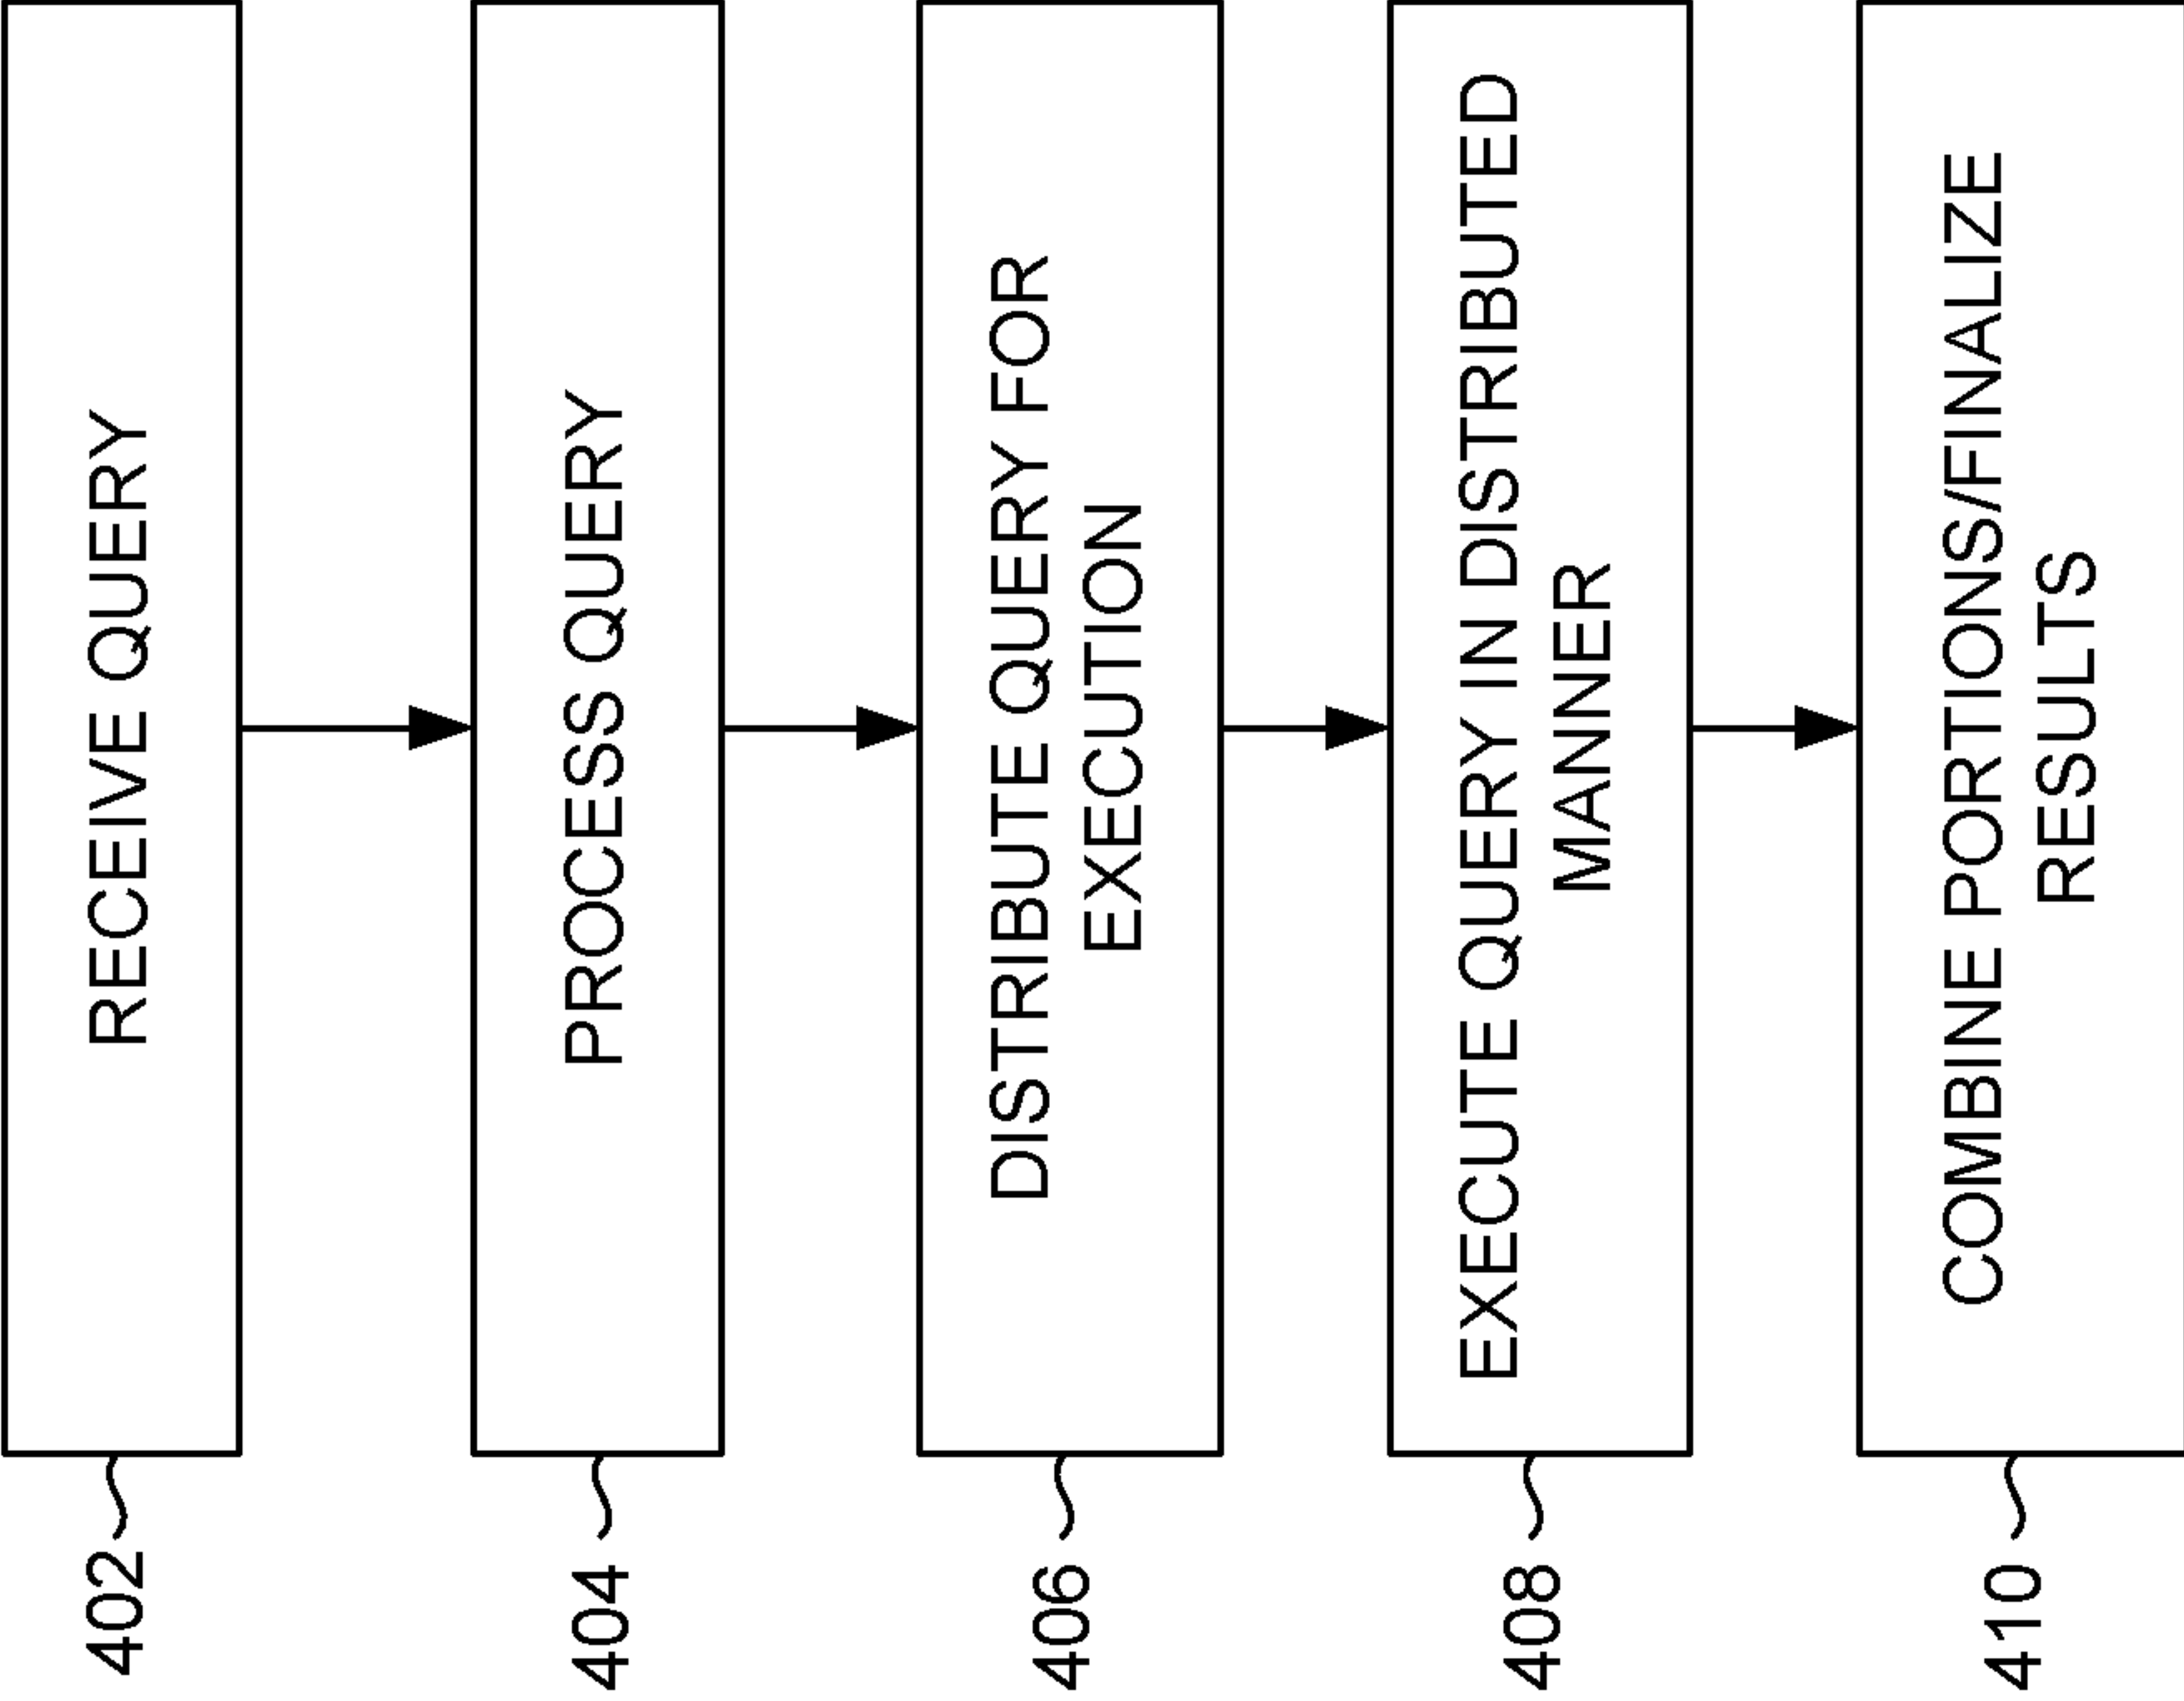 402
RECEIVE QUERY
404
PROCESS QUERY
406
DISTRIBUTE QUERY FOR
EXECUTION
408
EXECUTE QUERY IN DISTRIBUTED
MANNER
410
COMBINE PORTIONS/FINALIZE
RESULTS